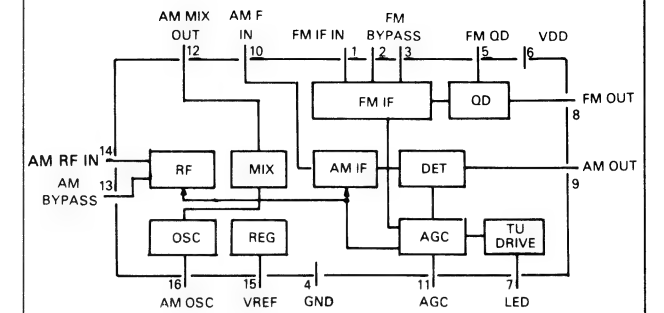 AM MIX OUT
AM F IN
FM IF IN
FM BYPASS
FM QD
VDD
12
10
1
2
3
5
6
FM IF
QD
FM OUT
8
14
AM RF IN
13
AM BYPASS
RF
MIX
AM IF
DET
AM OUT
9
OSC
REG
AGC
TU DRIVE
16
15
4
11
7
AM OSC
VREF
GND
AGC
LED